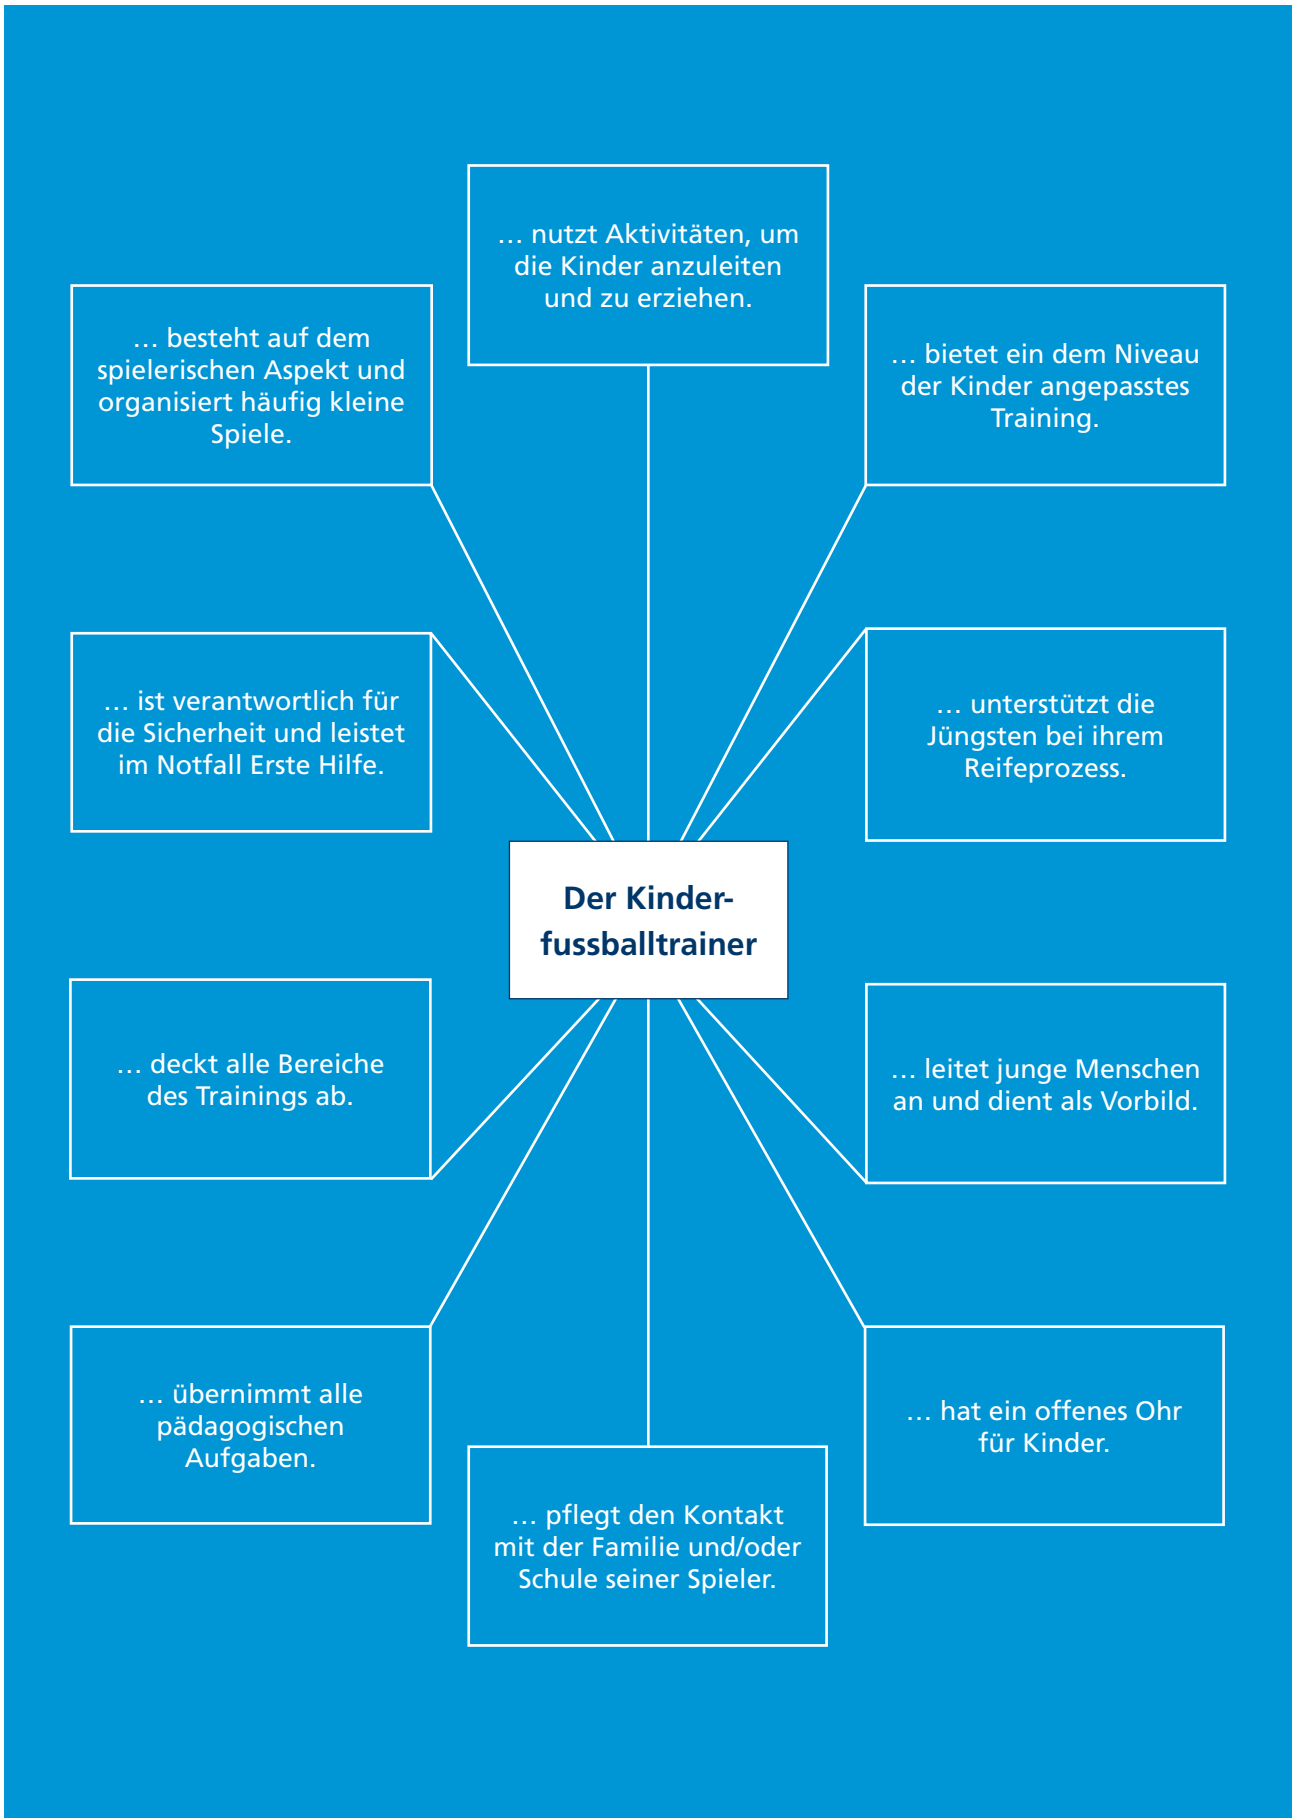 … nutzt Aktivitäten, um
die Kinder anzuleiten
und zu erziehen.
… besteht auf dem
spielerischen Aspekt und
organisiert häufig kleine
Spiele.
… bietet ein dem Niveau
der Kinder angepasstes
Training.
… ist verantwortlich für
die Sicherheit und leistet
im Notfall Erste Hilfe.
… unterstützt die
Jüngsten bei ihrem
Reifeprozess.
Der Kinder-
fussballtrainer
… deckt alle Bereiche
des Trainings ab.
… leitet junge Menschen
an und dient als Vorbild.
… übernimmt alle
pädagogischen
Aufgaben.
… hat ein offenes Ohr
für Kinder.
… pflegt den Kontakt
mit der Familie und/oder
Schule seiner Spieler.